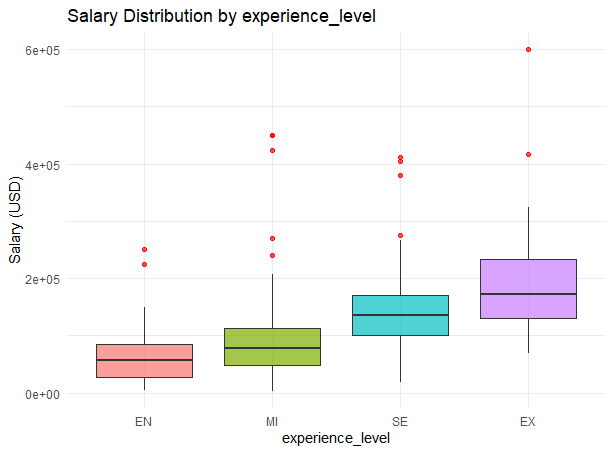 Salary Distribution by experience_level
6e+05
4e+05
2e+05
0e+00
Salary (USD)
EN MI SE EX
experience_level